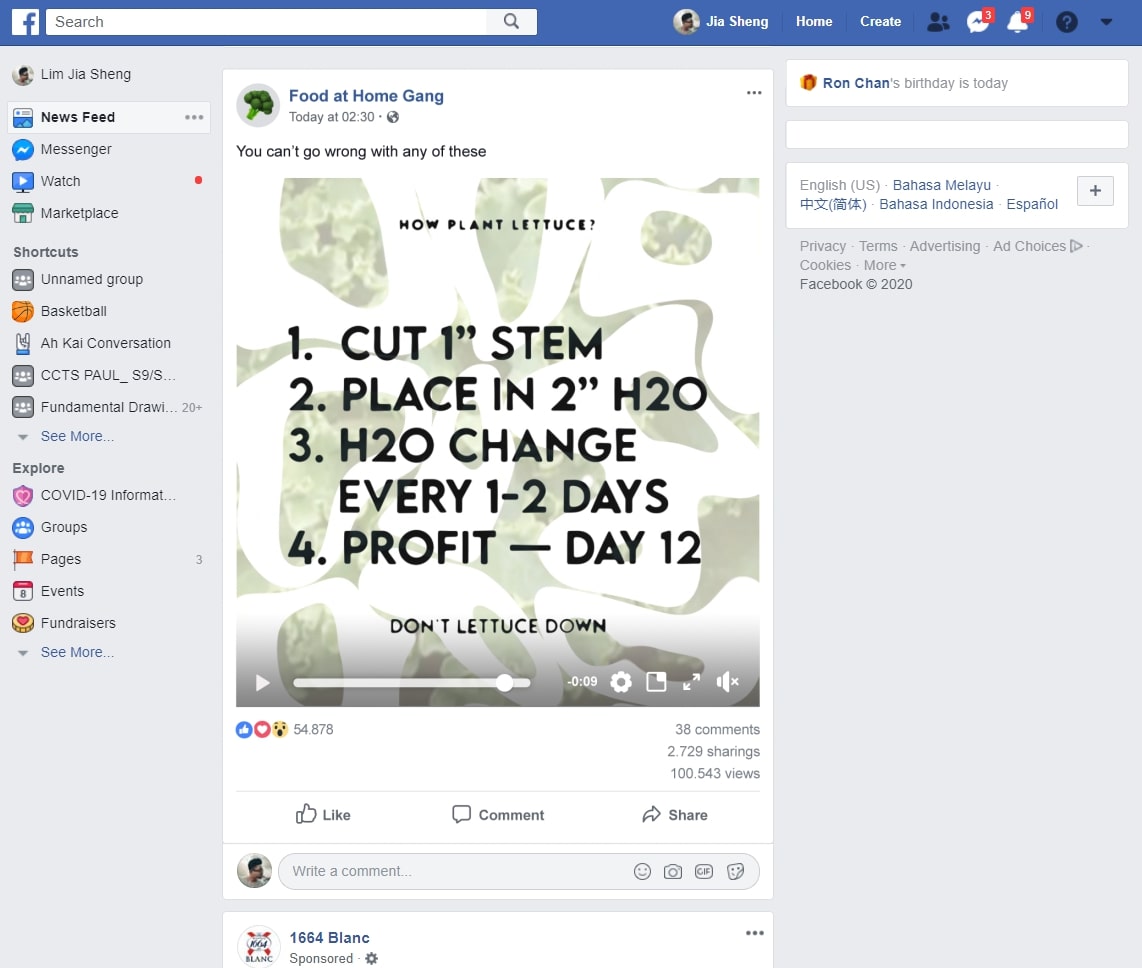 Search
Jia Sheng
Home
Create
3
9
Lim Jia Sheng
News Feed
Messenger
Watch
Marketplace
Shortcuts
Unnamed group
Basketball
Ah Kai Conversation
CCTS PAUL_ S9/S...
Fundamental Drawi... 20+
See More...
Explore
COVID-19 Informat...
Groups
Pages 3
8
Events
Fundraisers
See More...
Food at Home Gang
Today at 02:30 ·
You can't go wrong with any of these
HOW PLANT LETTUCE?
1. CUT 1” STEM
2. PLACE IN 2” H2O
3. H2O CHANGE
EVERY 1-2 DAYS
4. PROFIT — DAY 12
DON'T LETTUCE DOWN
-0:09
54.878
38 comments
2.729 sharings
100.543 views
Like
Comment
Share
Write a comment...
GIF
1664
BLANC
1664 Blanc
Sponsored ·
Ron Chan's birthday is today
English (US) · Bahasa Melayu ·
中文(简体) · Bahasa Indonesia · Español
Privacy · Terms · Advertising · Ad Choices ·
Cookies · More
Facebook © 2020